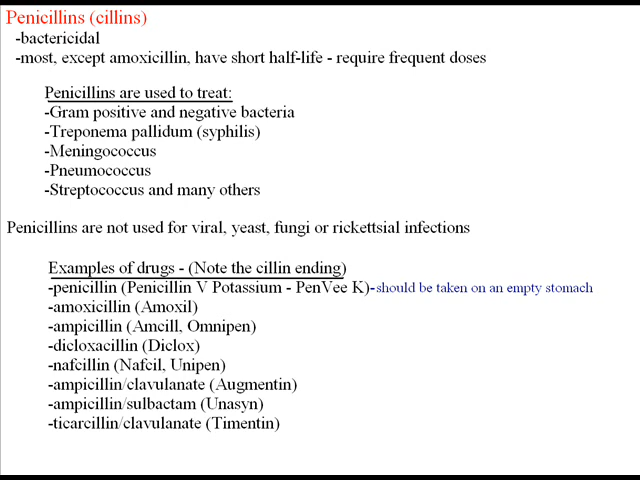 Penicillins (cillins)
-bactericidal
-most, except amoxicillin, have short half-life - require frequent doses
Penicillins are used to treat:
-Gram positive and negative bacteria
-Treponema pallidum (syphilis)
-Meningococcus
-Pneumococcus
-Streptococcus and many others
Penicillins are not used for viral, yeast, fungi or rickettsial infections
Examples of drugs - (Note the cillin ending)
-penicillin (Penicillin V Potassium - PenVee K)-should be taken on an empty stomach
-amoxicillin (Amoxil)
-ampicillin (Amcill, Omnipen)
-dicloxacillin (Diclox)
-nafcillin (Nafcil, Unipen)
-ampicillin/clavulanate (Augmentin)
-ampicillin/sulbactam (Unasyn)
-ticarcillin/clavulanate (Timentin)